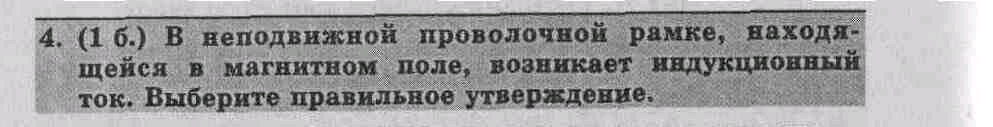 4. (1 б.) В неподвижной проволочной рамке, находя-
щейся в магнитном поле, возникает индукционный
ток. Выберите правильное утверждение.